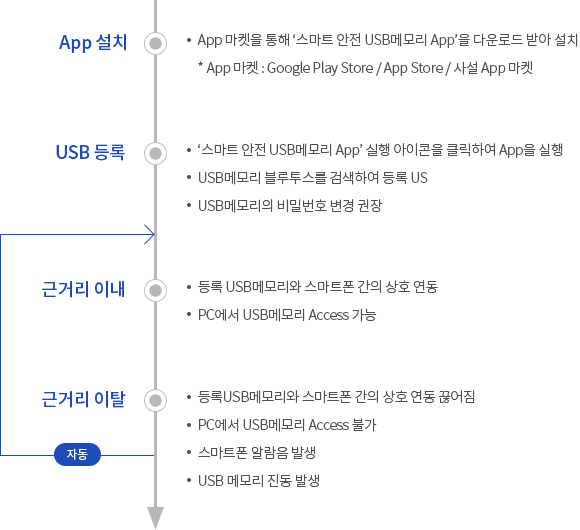 App 설치
• App 마켓을 통해 ‘스마트 안전 USB메모리 App’을 다운로드 받아 설치
* App 마켓 : Google Play Store / App Store / 사설 App 마켓
USB 등록
• ‘스마트 안전 USB메모리 App’ 실행 아이콘을 클릭하여 App을 실행
• USB메모리 블루투스를 검색하여 등록 US
• USB메모리의 비밀번호 변경 권장
근거리 이내
• 등록 USB메모리와 스마트폰 간의 상호 연동
• PC에서 USB메모리 Access 가능
근거리 이탈
• 등록USB메모리와 스마트폰 간의 상호 연동 끊어짐
• PC에서 USB메모리 Access 불가
자동
• 스마트폰 알람음 발생
• USB 메모리 진동 발생